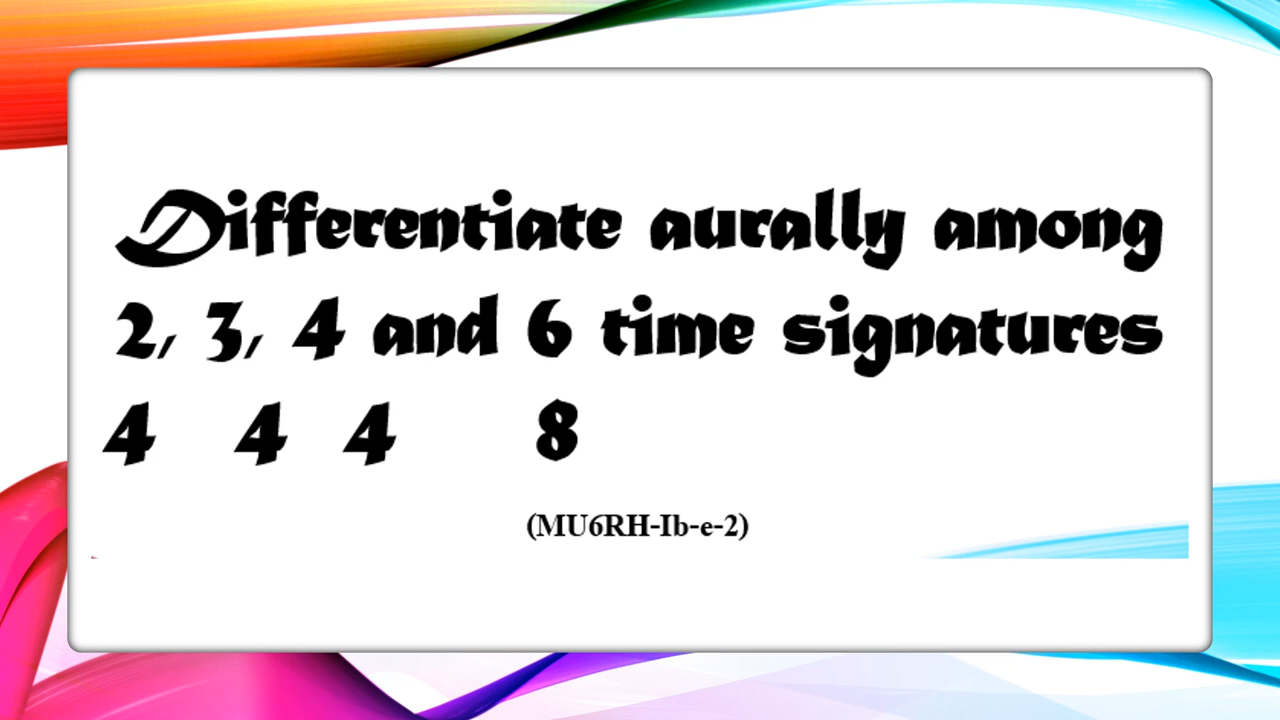 Differentiate aurally among
2, 3, 4 and 6 time signatures
4 4 4 8
(MU6RH-Ib-e-2)